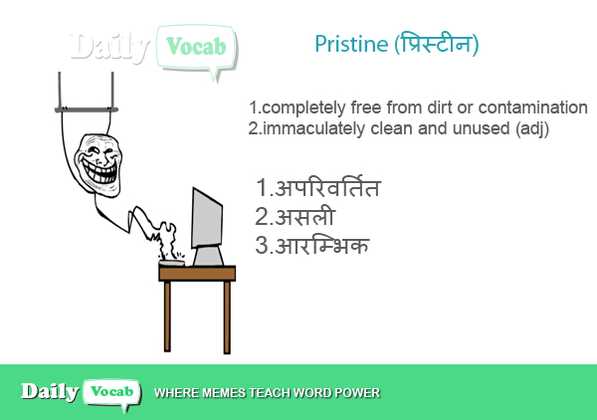 Daily Vocab
Pristine (प्रिस्टीन)
1.completely free from dirt or contamination
2.immaculately clean and unused (adj)
1.अपरिवर्तित
2.असली
3.आरम्भिक
Daily Vocab WHERE MEMES TEACH WORD POWER